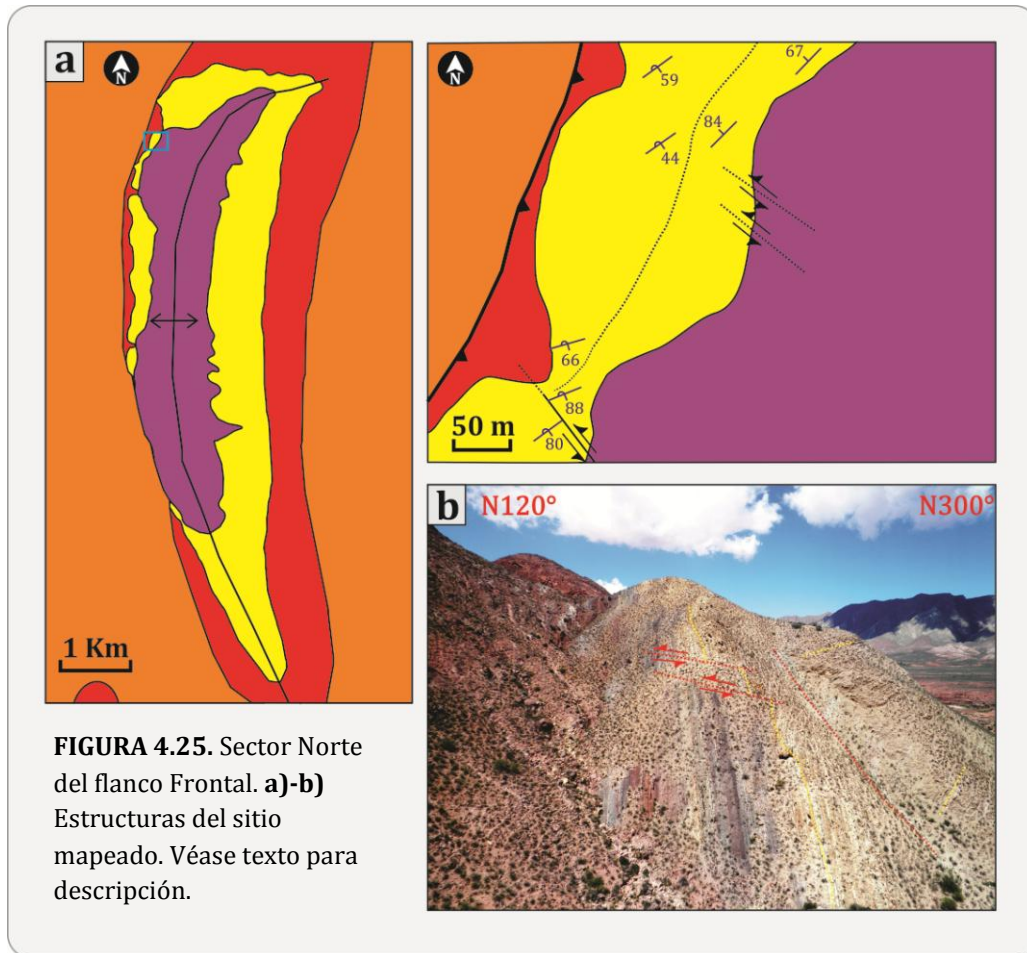 a
N
1 Km
N
67
59
84
44
66
88
80
50 m
b
N120°
N300°
FIGURA 4.25. Sector Norte
del flanco Frontal. a)-b)
Estructuras del sitio
mapeado. Véase texto para
descripción.